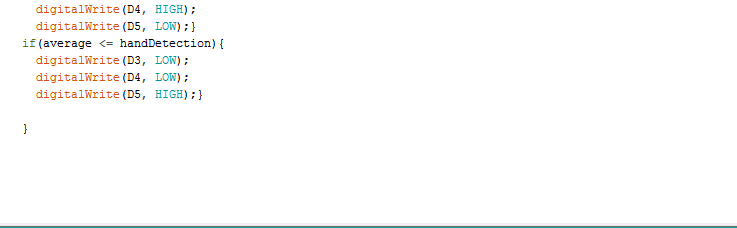 digitalWrite(D4, HIGH);
digitalWrite(D5, LOW);}
if(average <= handDetection){
digitalWrite(D3, LOW);
digitalWrite(D4, LOW);
digitalWrite(D5, HIGH);}
}